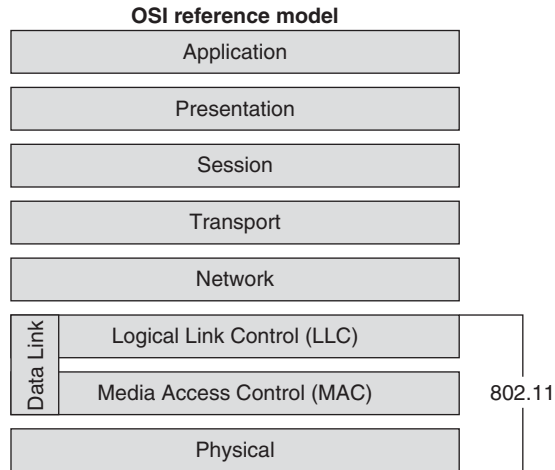 OSI reference model
Application
Presentation
Session
Transport
Network
Data Link
Logical Link Control (LLC)
Media Access Control (MAC)
802.11
Physical